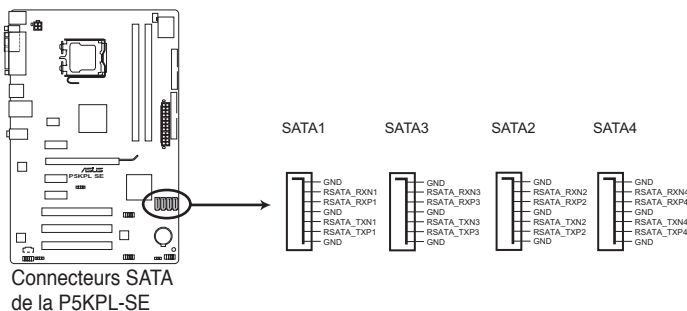 SATA1
SATA3
SATA2
SATA4
GND
RSATA_RXN1
RSATA_RXP1
GND
RSATA_TXN1
RSATA_TXP1
GND
GND
RSATA_RXN3
RSATA_RXP3
GND
RSATA_TXN3
RSATA_TXP3
GND
GND
RSATA_RXN2
RSATA_RXP2
GND
RSATA_TXN2
RSATA_TXP2
GND
GND
RSATA_RXN4
RSATA_RXP4
GND
RSATA_TXN4
RSATA_TXP4
GND
ASUS
P5KPL SE
Connecteurs SATA
de la P5KPL-SE